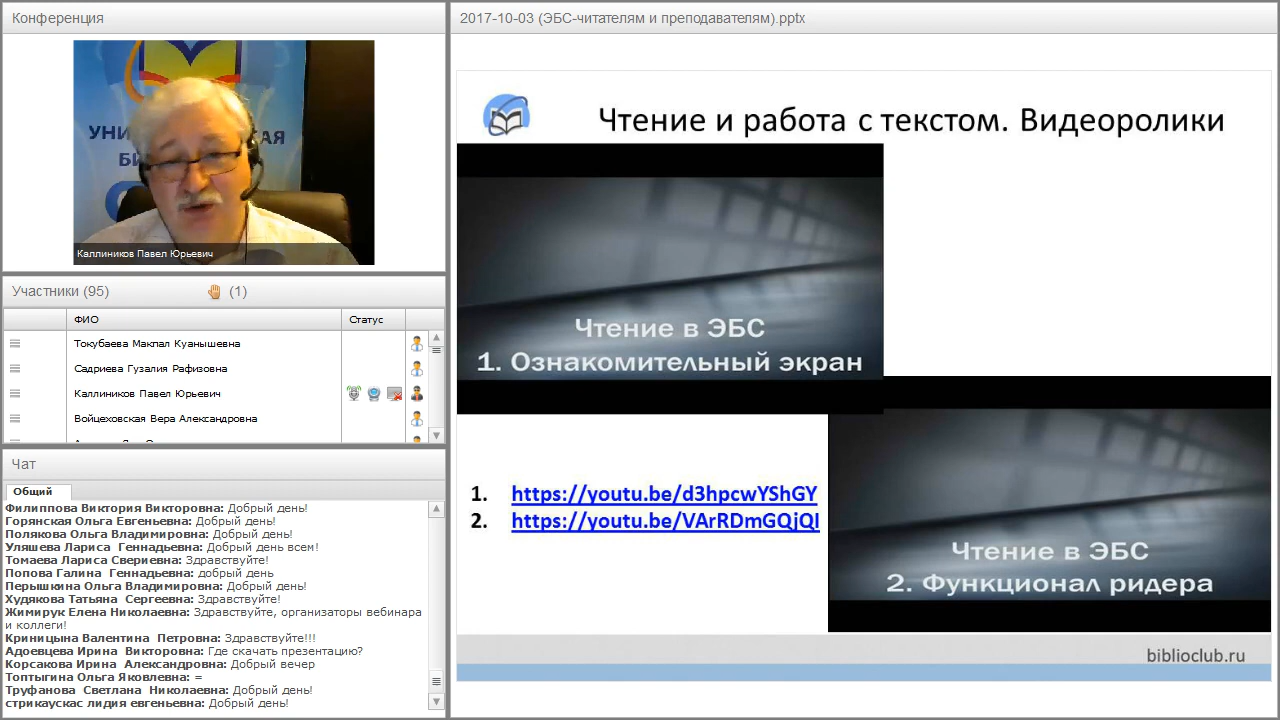 Конференция
УНИ
АЯ
БИ
Каллиников Павел Юрьевич
Участники (95)
(1)
ФИО
Статус
Токубаева Макпал Куанышевна
Садриева Гузалия Рафизовна
Каллиников Павел Юрьевич
Войцеховская Вера Александровна
Чат
Общий
Филиппова Виктория Викторовна: Добрый день!
Горянская Ольга Евгеньевна: Добрый день!
Полякова Ольга Владимировна: Добрый день!
Уляшева Лариса Геннадьевна: Добрый день всем!
Томаева Лариса Свериевна: Здравствуйте!
Попова Галина Геннадьевна: добрый день
Перышкина Ольга Владимировна: Добрый день!
Худякова Татьяна Сергеевна: Здравствуйте!
Жимирук Елена Николаевна: Здравствуйте, организаторы вебинара
и коллеги!
Криницына Валентина Петровна: Здравствуйте!!!
Адоевцева Ирина Викторовна: Где скачать презентацию?
Корсакова Ирина Александровна: Добрый вечер
Топтыгина Ольга Яковлевна: =
Труфанова Светлана Николаевна: Добрый день!
стрикаускас лидия евгеньевна: Добрый день!
2017-10-03 (ЭБС-читателям и преподавателям).pptx
Чтение и работа с текстом. Видеоролики
Чтение в ЭБС
1. Ознакомительный экран
1. https://youtu.be/d3hpcwYShGY
2. https://youtu.be/VArRDmGQjQI
Чтение в ЭБС
2. Функционал ридера
biblioclub.ru